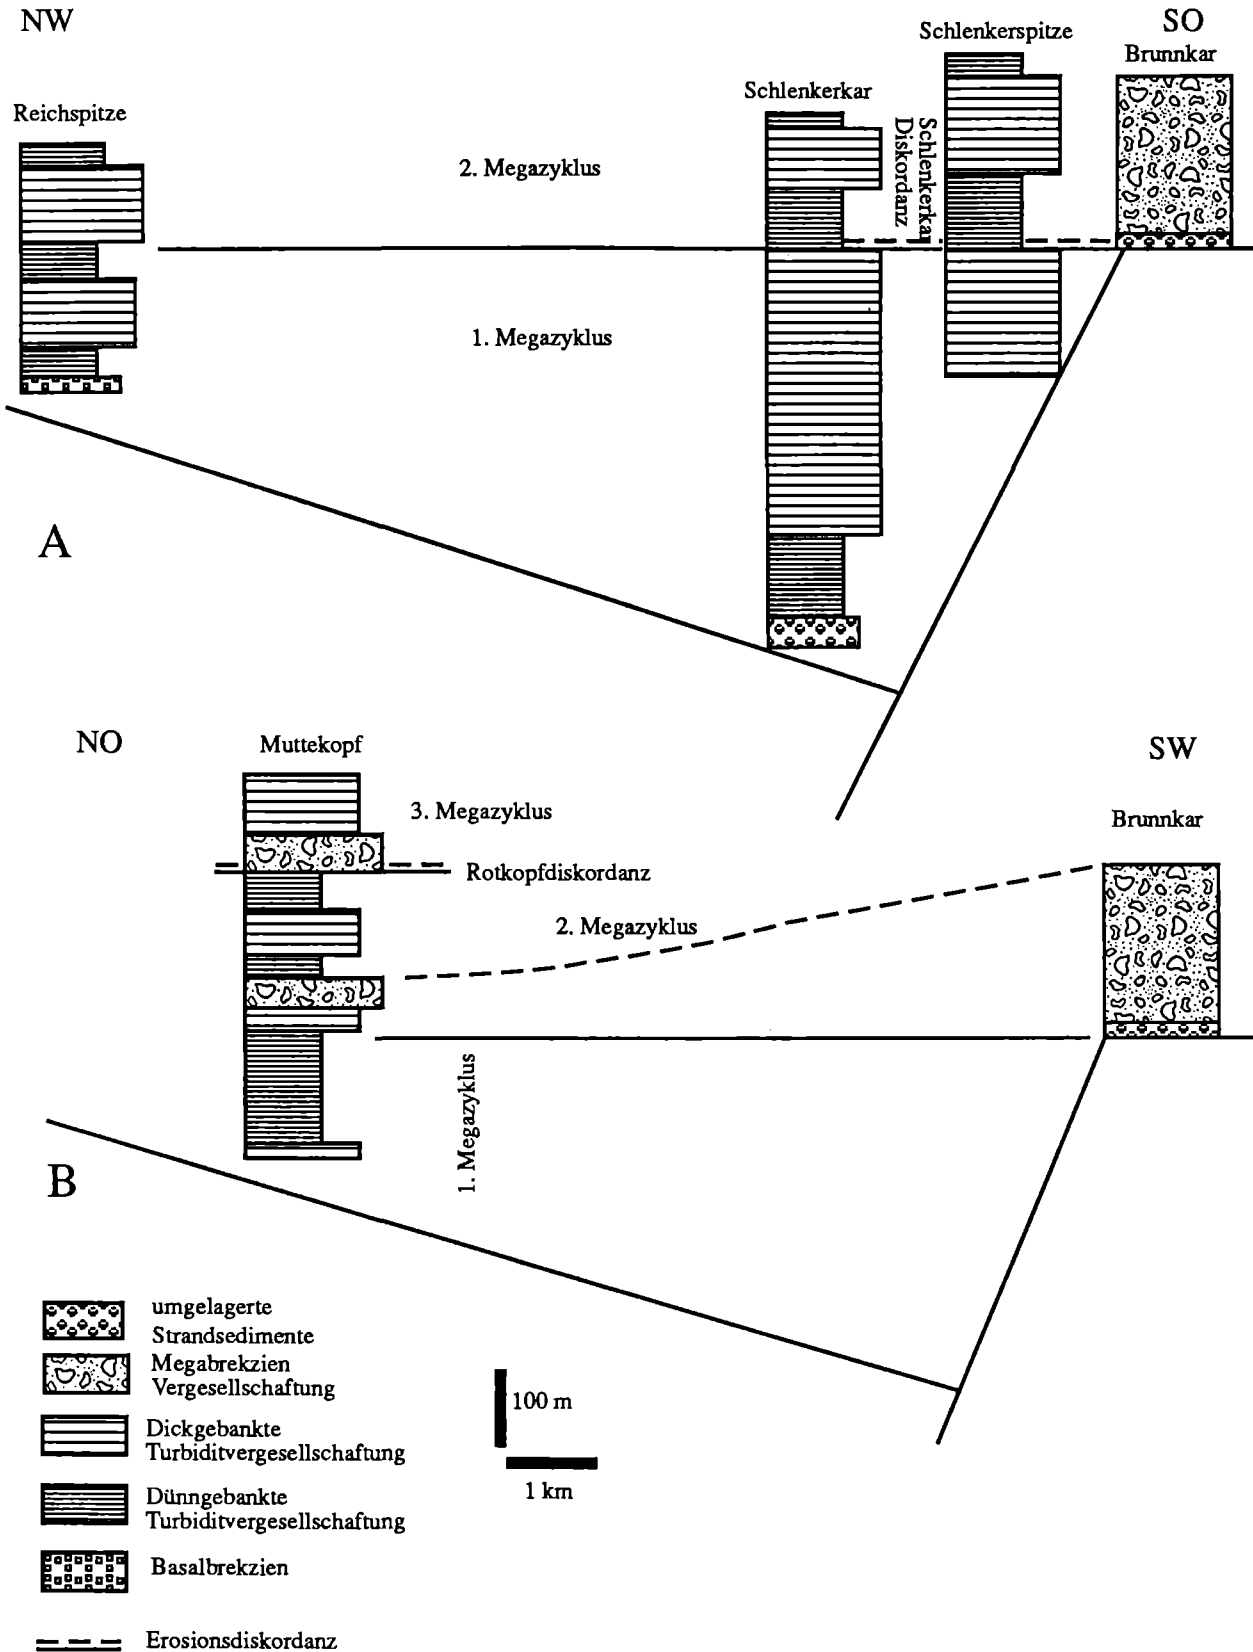 NW
SO
Reichspitze
Schlenkerkar
Schlenkerspitze
Brunnkar
2. Megazyklus
Schlenkerkar
Diskordanz
1. Megazyklus
A
NO
SW
Muttekopf
Brunnkar
3. Megazyklus
Rotkopfdiskordanz
2. Megazyklus
1. Megazyklus
B
umgelagerte
Strandsedimente
Megabrekzien
Vergesellschaftung
Dickgebankte
Turbiditvergesellschaftung
Dünngebankte
Turbiditvergesellschaftung
Basalbrekzien
Erosionsdiskordanz
100 m
1 km